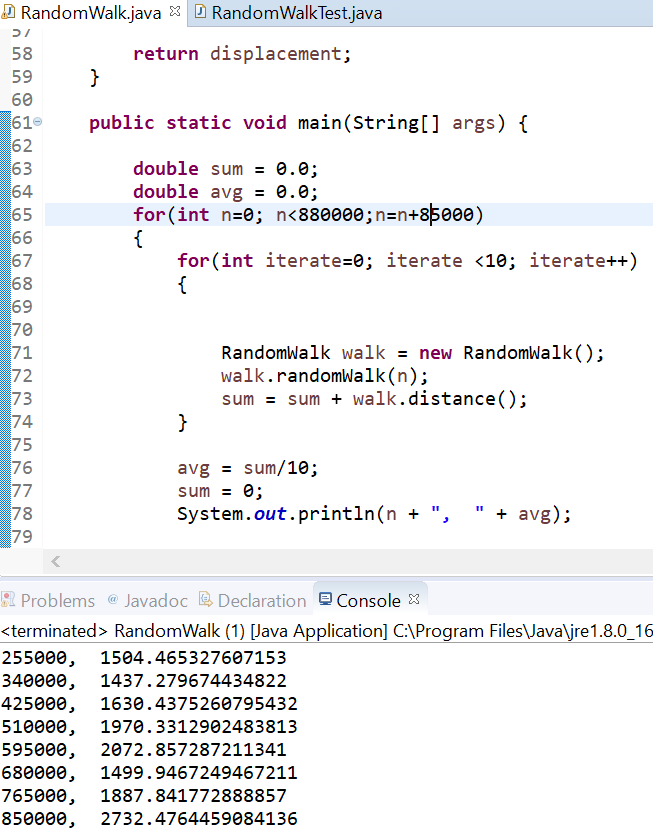 RandomWalk.java RandomWalkTest.java
57
58 return displacement;
59 }
60
61 public static void main(String[] args) {
62
63 double sum = 0.0;
64 double avg = 0.0;
65 for(int n=0; n<880000;n=n+85000)
66 {
67 for(int iterate=0; iterate <10; iterate++)
68 {
69
70
71 RandomWalk walk = new RandomWalk();
72 walk.randomWalk(n);
73 sum = sum + walk.distance();
74 }
75
76 avg = sum/10;
77 sum = 0;
78 System.out.println(n + ",  " + avg);
79
Problems @ Javadoc Declaration Console
<terminated> RandomWalk (1) [Java Application] C:\Program Files\Java\jre1.8.0_16
255000,  1504.465327607153
340000,  1437.279674434822
425000,  1630.4375260795432
510000,  1970.3312902483813
595000,  2072.857287211341
680000,  1499.9467249467211
765000,  1887.841772888857
850000,  2732.4764459084136